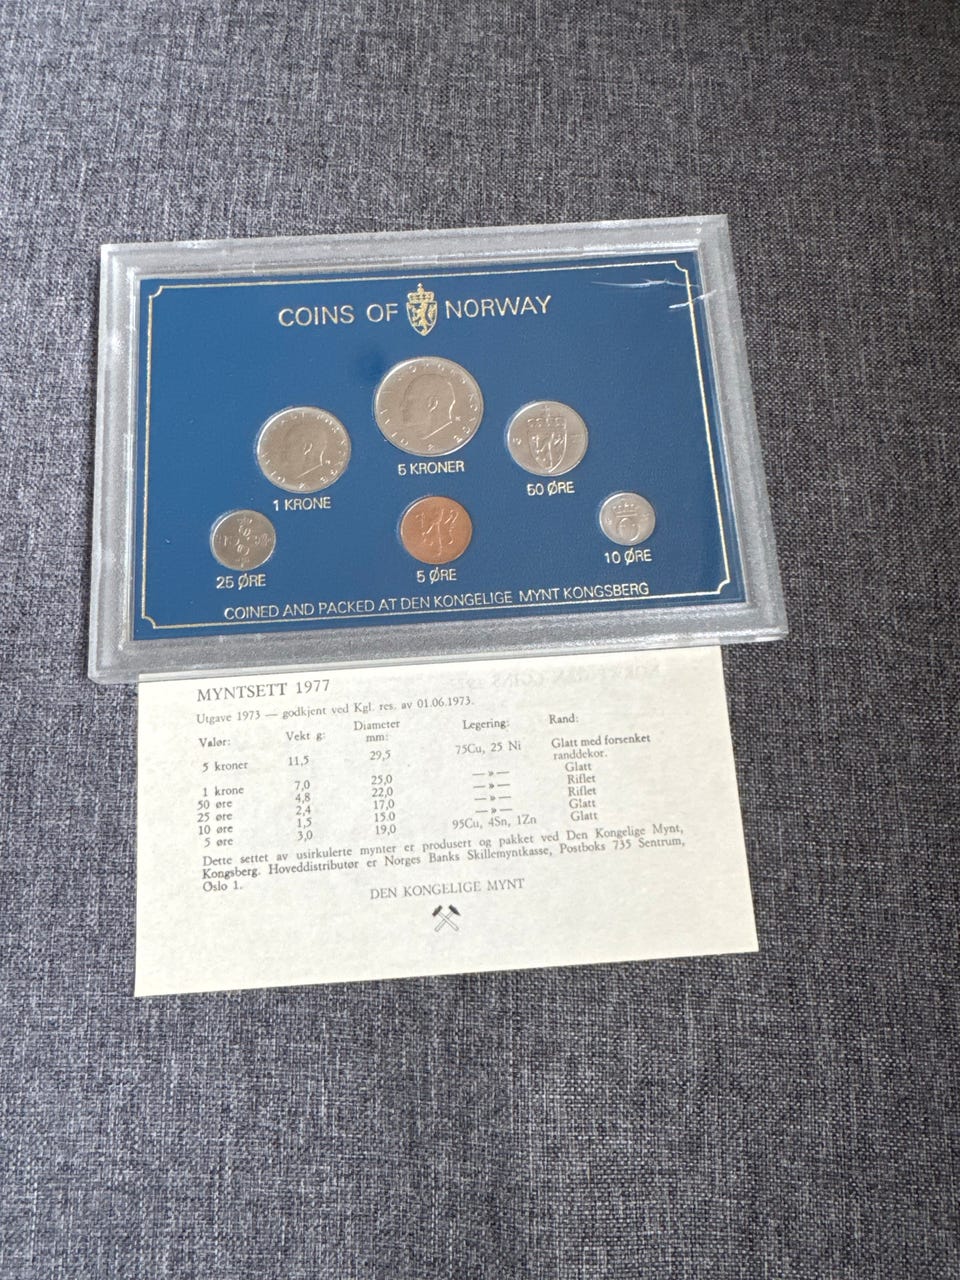 COINS OF NORWAY
5 KRONER
1 KRONE
50 ØRE
25 ØRE
5 ØRE
10 ØRE
COINED AND PACKED AT DEN KONGELIGE MYNT KONGSBERG
MYNTSETT 1977
Utgave 1973 — godkjent ved Kgl. res. av 01.06.1973.
Valør: Vekt g: Diameter mm: Legering: Rand:
5 kroner 11,5 29,5 75Cu, 25 Ni Glatt med forsenket randdekor.
1 krone 7,0 25,0 —»— Glatt
50 øre 4,8 22,0 —»— Riflet
25 øre 2,4 17,0 —»— Riflet
10 øre 1,5 15.0 —»— Glatt
5 øre 3,0 19,0 95Cu, 4Sn, 1Zn Glatt
Dette settet av usirkulerte mynter er produsert og pakket ved Den Kongelige Mynt,
Kongsberg. Hoveddistributør er Norges Banks Skillemyntkasse, Postboks 735 Sentrum,
Oslo 1.
DEN KONGELIGE MYNT